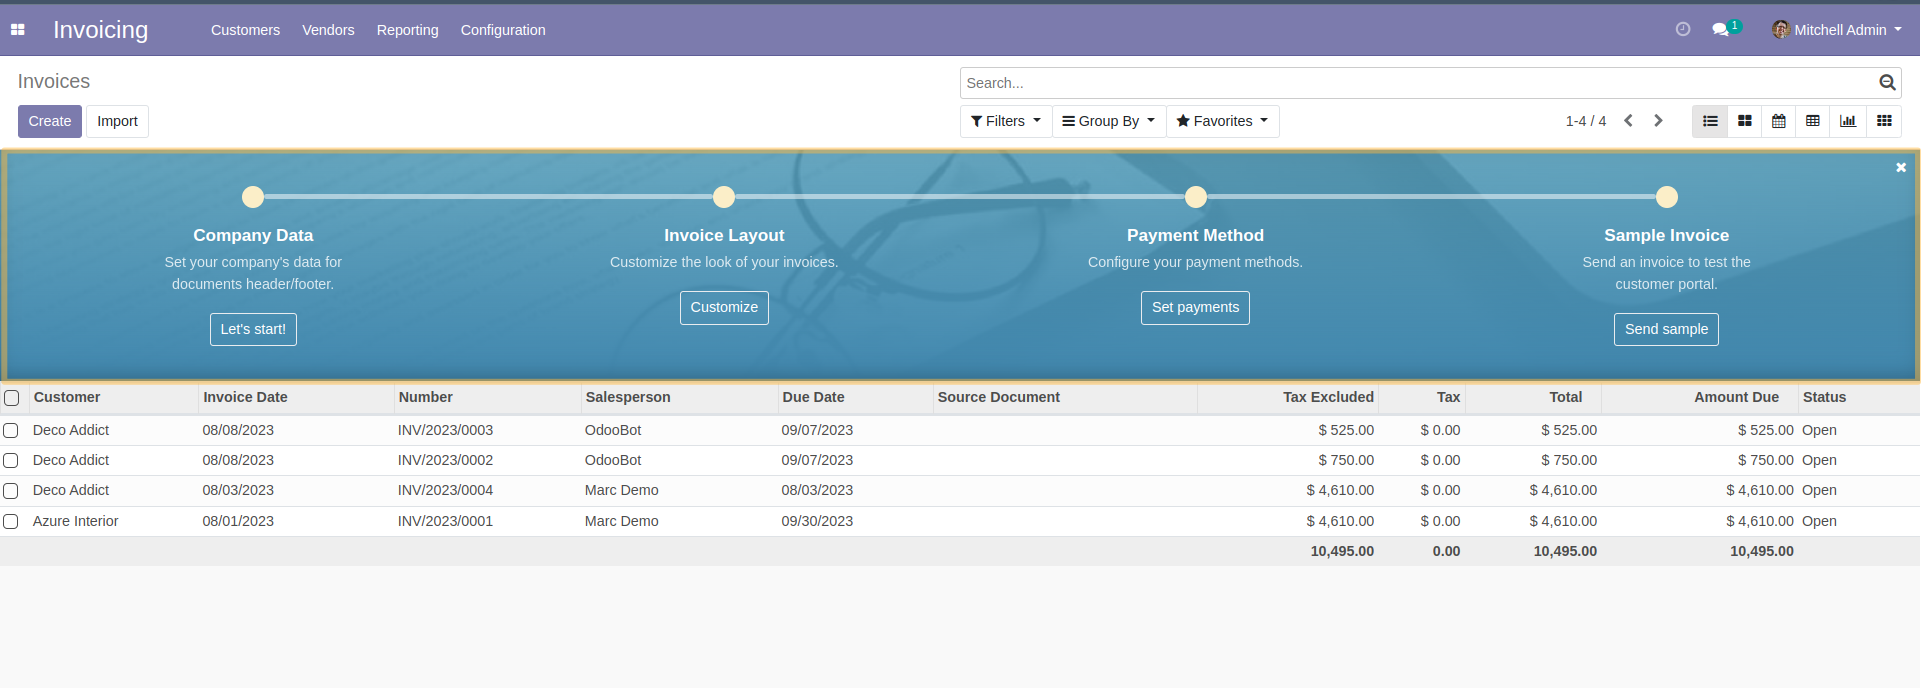 Invoicing Customers Vendors Reporting Configuration 1 Mitchell Admin
Invoices
Search...
Create Import Filters Group By Favorites 1-4 / 4
Company Data Invoice Layout Payment Method Sample Invoice
Set your company's data for Customize the look of your invoices. Configure your payment methods. Send an invoice to test the
documents header/footer. customer portal.
Customize Set payments
Let's start! Send sample
Customer Invoice Date Number Salesperson Due Date Source Document Tax Excluded Tax Total Amount Due Status
Deco Addict 08/08/2023 INV/2023/0003 OdooBot 09/07/2023 $ 525.00 $ 0.00 $ 525.00 $ 525.00 Open
Deco Addict 08/08/2023 INV/2023/0002 OdooBot 09/07/2023 $ 750.00 $ 0.00 $ 750.00 $ 750.00 Open
Deco Addict 08/03/2023 INV/2023/0004 Marc Demo 08/03/2023 $ 4,610.00 $ 0.00 $ 4,610.00 $ 4,610.00 Open
Azure Interior 08/01/2023 INV/2023/0001 Marc Demo 09/30/2023 $ 4,610.00 $ 0.00 $ 4,610.00 $ 4,610.00 Open
10,495.00 0.00 10,495.00 10,495.00